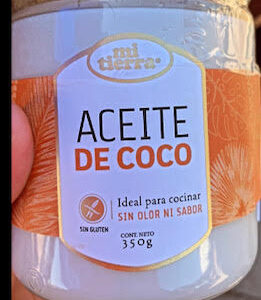 mi
tierra®
ACEITE
DE COCO
Ideal para cocinar
SIN OLOR NI SABOR
SIN GLUTEN
CONT. NETO
350g